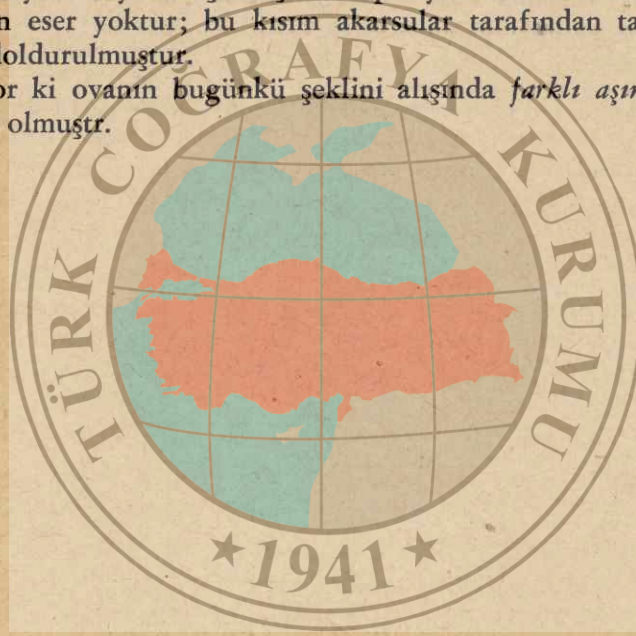 n eser yoktur; bu kısım akarsular tarafından ta
doldurulmuştur.
or ki ovanın bugünkü şeklini alışında farklı aşın
olmuştr.
TÜRK COĞRAFYA KURUMU
1941